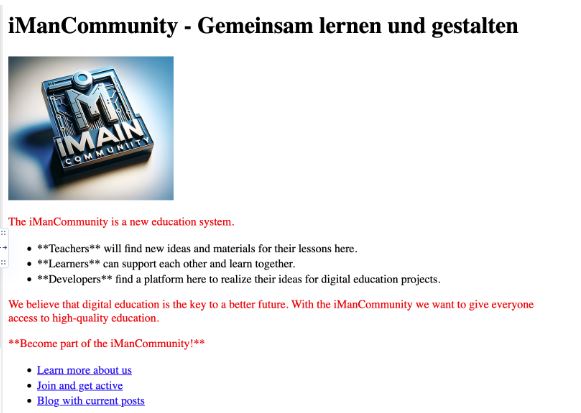 iManCommunity - Gemeinsam lernen und gestalten
iMAIN
COMMUNIITY
The iManCommunity is a new education system.
**Teachers** will find new ideas and materials for their lessons here.
**Learners** can support each other and learn together.
**Developers** find a platform here to realize their ideas for digital education projects.
We believe that digital education is the key to a better future. With the iManCommunity we want to give everyone
access to high-quality education.
**Become part of the iManCommunity!**
Learn more about us
Join and get active
Blog with current posts